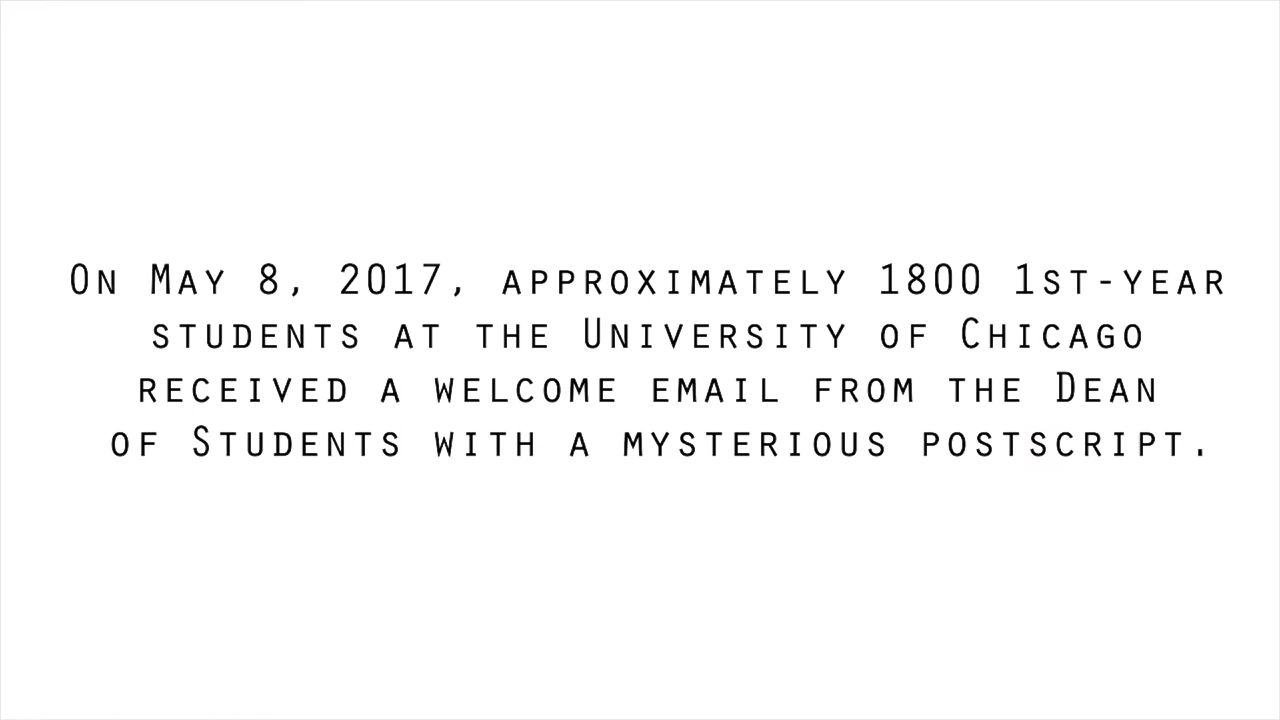 On May 8, 2017, approximately 1800 1st-year
students at the University of Chicago
received a welcome email from the Dean
of Students with a mysterious postscript.